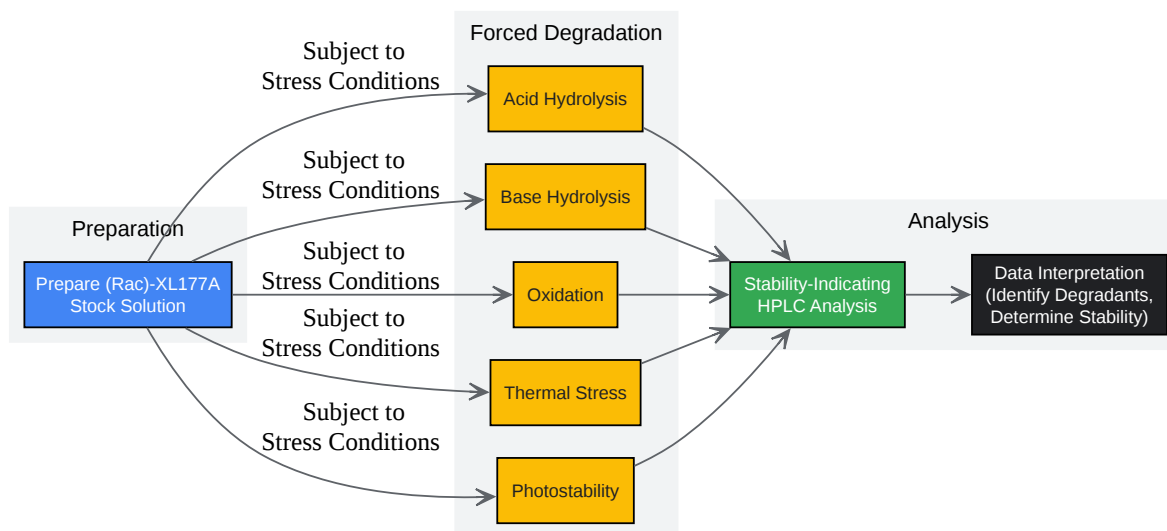 Preparation
Prepare (Rac)-XL177A
Stock Solution
Subject to
Stress Conditions
Subject to
Stress Conditions
Subject to
Stress Conditions
Subject to
Stress Conditions
Subject to
Stress Conditions
Forced Degradation
Acid Hydrolysis
Base Hydrolysis
Oxidation
Thermal Stress
Photostability
Analysis
Stability-Indicating
HPLC Analysis
Data Interpretation
(Identify Degradants,
Determine Stability)